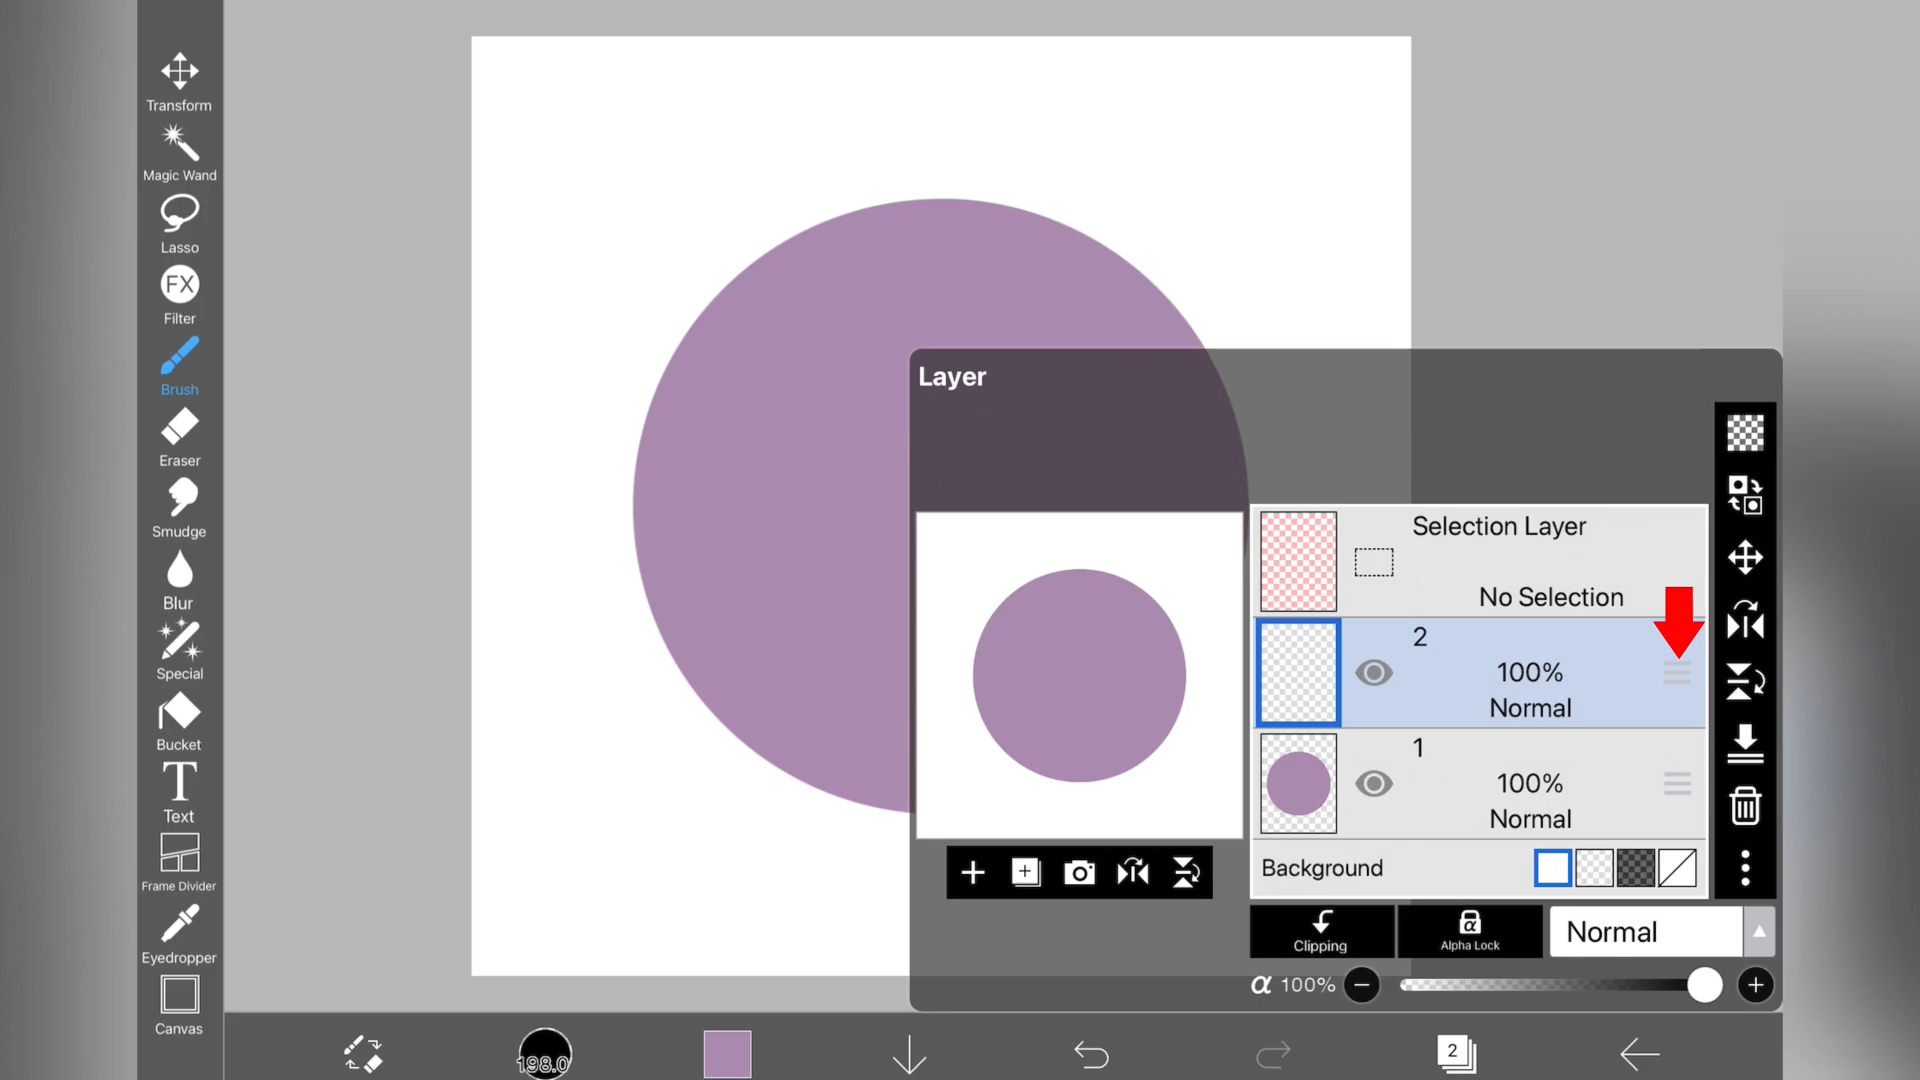 Transform
Magic Wand
Lasso
FX
Filter
Brush
Eraser
Smudge
Blur
Special
Bucket
T
Text
Frame Divider
Eyedropper
Canvas
Layer
Selection Layer
No Selection
2
100%
Normal
1
100%
Normal
Background
Clipping
α
Alpha Lock
Normal
α 100%
198.0
2